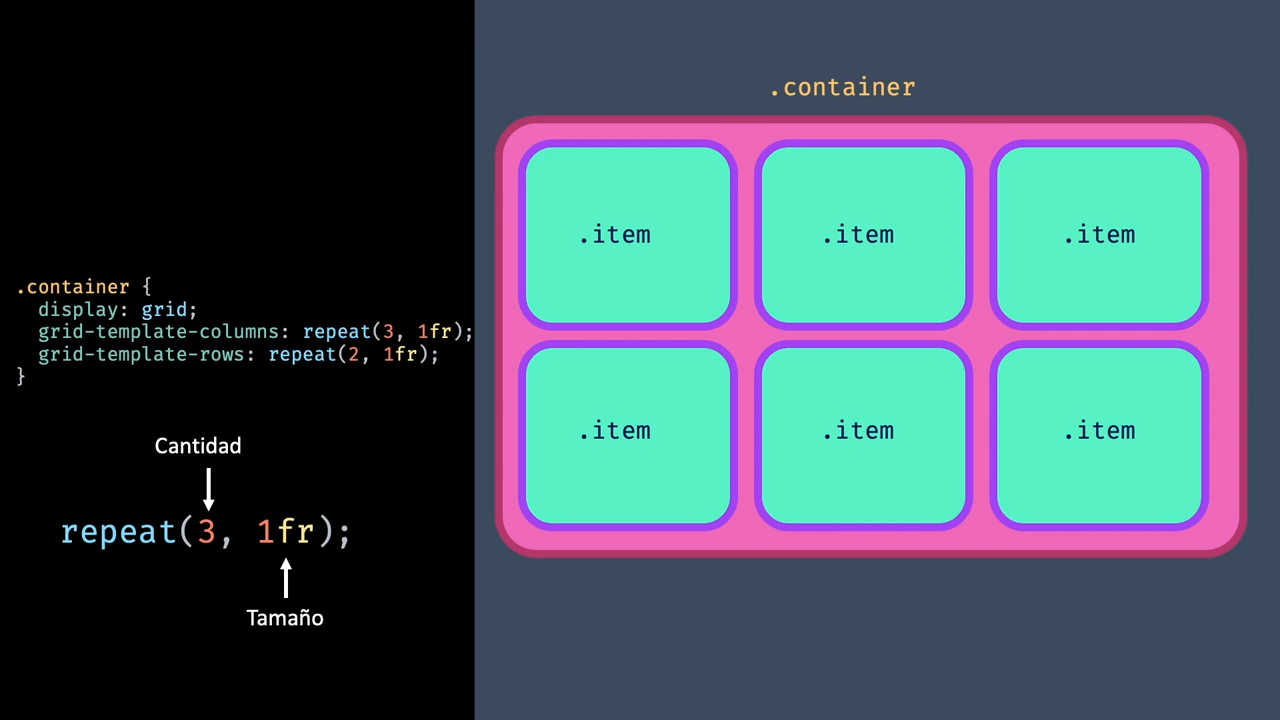 .container {
  display: grid;
  grid-template-columns: repeat(3, 1fr);
  grid-template-rows: repeat(2, 1fr);
}
Cantidad
repeat(3, 1fr);
Tamaño
.container
.item .item .item
.item .item .item